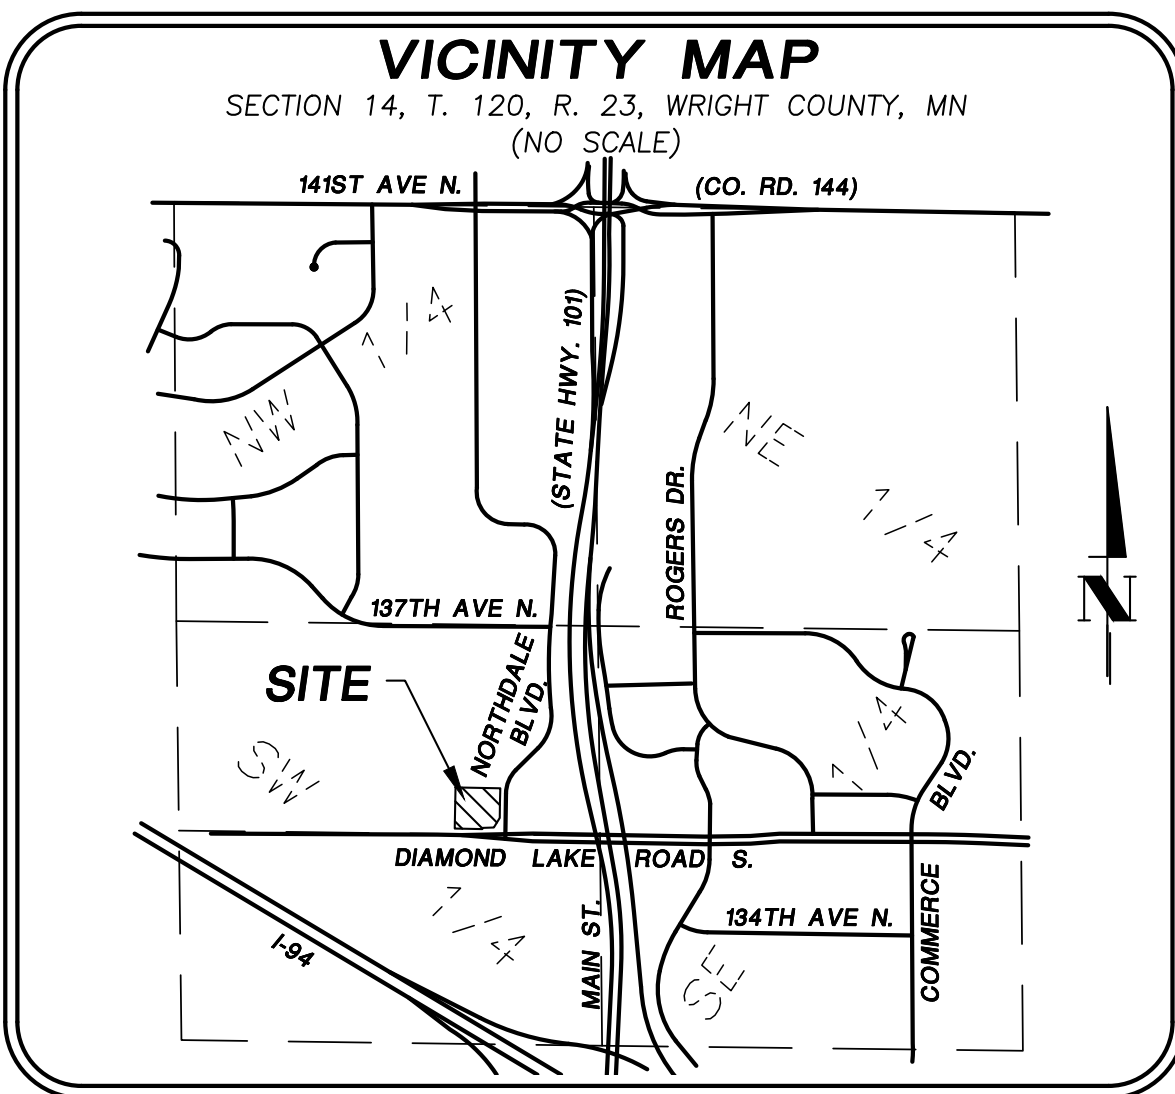 VICINITY MAP
SECTION 14, T. 120, R. 23, WRIGHT COUNTY, MN
(NO SCALE)
141ST AVE N.
(CO. RD. 144)
(STATE HWY. 101)
1/4
NW
NE
1/4
ROGERS DR.
137TH AVE N.
N
SITE
NORTHDALE
BLVD.
SW
1/4
BLVD.
DIAMOND LAKE ROAD S.
1/4
134TH AVE N.
COMMERCE
I-94
MAIN ST.
SE